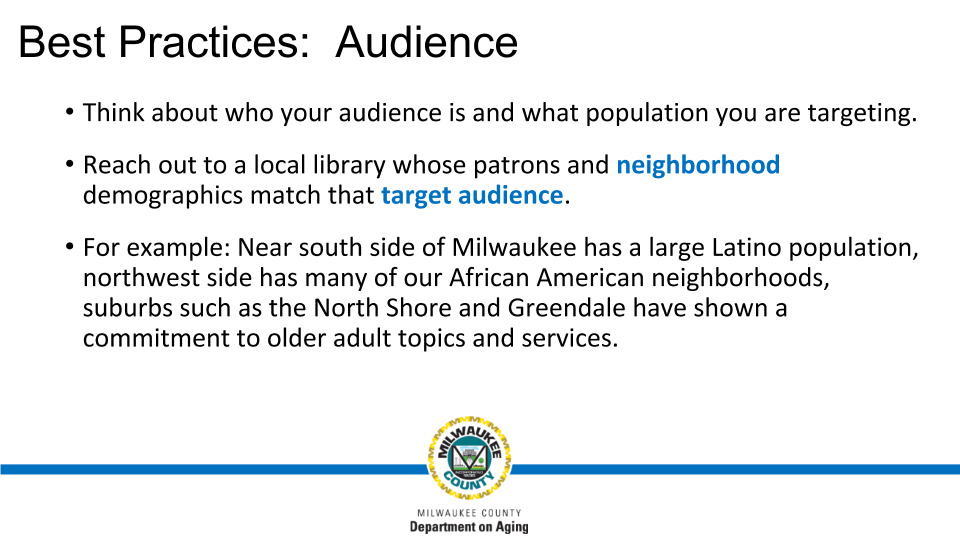 Best Practices:  Audience
• Think about who your audience is and what population you are targeting.
• Reach out to a local library whose patrons and neighborhood
demographics match that target audience.
• For example: Near south side of Milwaukee has a large Latino population,
northwest side has many of our African American neighborhoods,
suburbs such as the North Shore and Greendale have shown a
commitment to older adult topics and services.
MILWAUKEE
COUNTY
MILWAUKEE COUNTY
Department on Aging